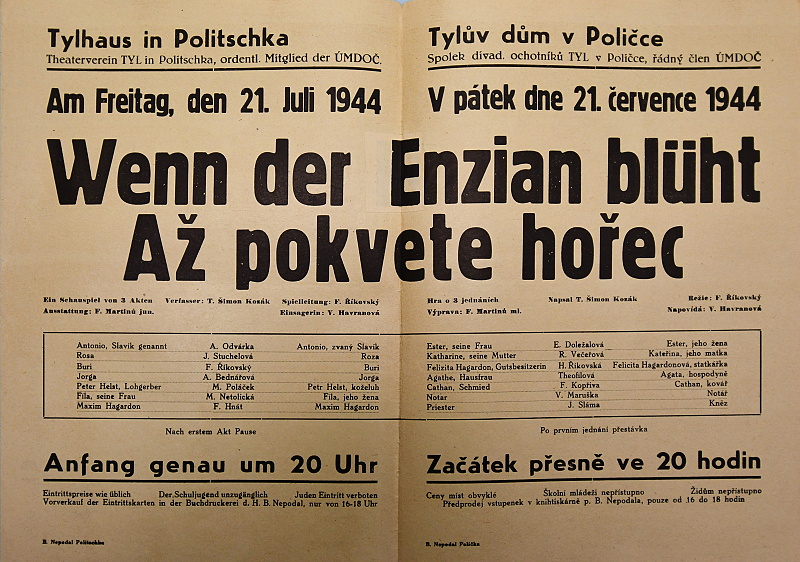 Tylhaus in Politschka
Theaterverein TYL in Politschka, ordentl. Mitglied der ÚMDOČ.
Am Freitag, den 21. Juli 1944
Tylův dům v Poličce
Spolek divad. ochotníků TYL v Poličce, řádný člen ÚMDOČ
V pátek dne 21. července 1944
Wenn der Enzian blüht
Až pokvete hořec
Ein Schauspiel von 3 Akten Verfasser: T. Šimon Kozák Spielleitung: F. Říkovský
Ausstattung: F. Martinů jun. Einsagerin: V. Havranová
Hra o 3 jednáních Napsal T. Šimon Kozák Režie: F. Říkovský
Výprava: F. Martinů ml. Napovídá: V. Havranová
Antonio, Slavík genannt A. Odvárka Antonio, zvaný Slavík
Rosa J. Stuchelová Roza
Buri F. Říkovský Buri
Jorga A. Bednářová Jorga
Peter Helst, Lohgerber M. Poláček Petr Helst, koželuh
Fila, seine Frau M. Netolická Fila, jeho žena
Maxim Hagardon F. Hnát Maxim Hagardon
Ester, seine Frau E. Doležalová Ester, jeho žena
Katharine, seine Mutter R. Večeřová Kateřina, jeho matka
Felizita Hagardon, Gutsbesitzerin H. Říkovská Felicita Hagardonová, statkářka
Agathe, Hausfrau Theofilová Agata, hospodyně
Cathan, Schmied F. Kopřiva Cathan, kovář
Notar V. Maruška Notář
Priester J. Sláma Kněz
Nach erstem Akt Pause
Po prvním jednání přestávka
Anfang genau um 20 Uhr
Eintrittspreise wie üblich Der Schuljugend unzugänglich Juden Eintritt verboten
Vorverkauf der Eintrittskarten in der Buchdruckerei d. H. B. Nepodal, nur von 16-18 Uhr
B. Nepodal Politschka
Začátek přesně ve 20 hodin
Ceny míst obvyklé Školní mládeži nepřístupno Židům nepřístupno
Předprodej vstupenek v knihtiskárně p. B. Nepodala, pouze od 16 do 18 hodin
B. Nepodal Polička